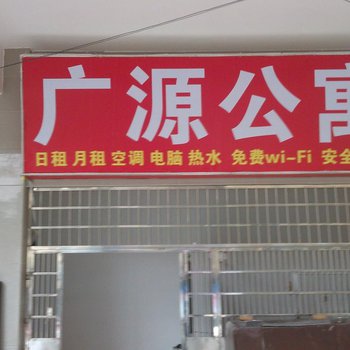 广源公寓
日租 月租 空调 电脑 热水 免费wi-Fi 安全